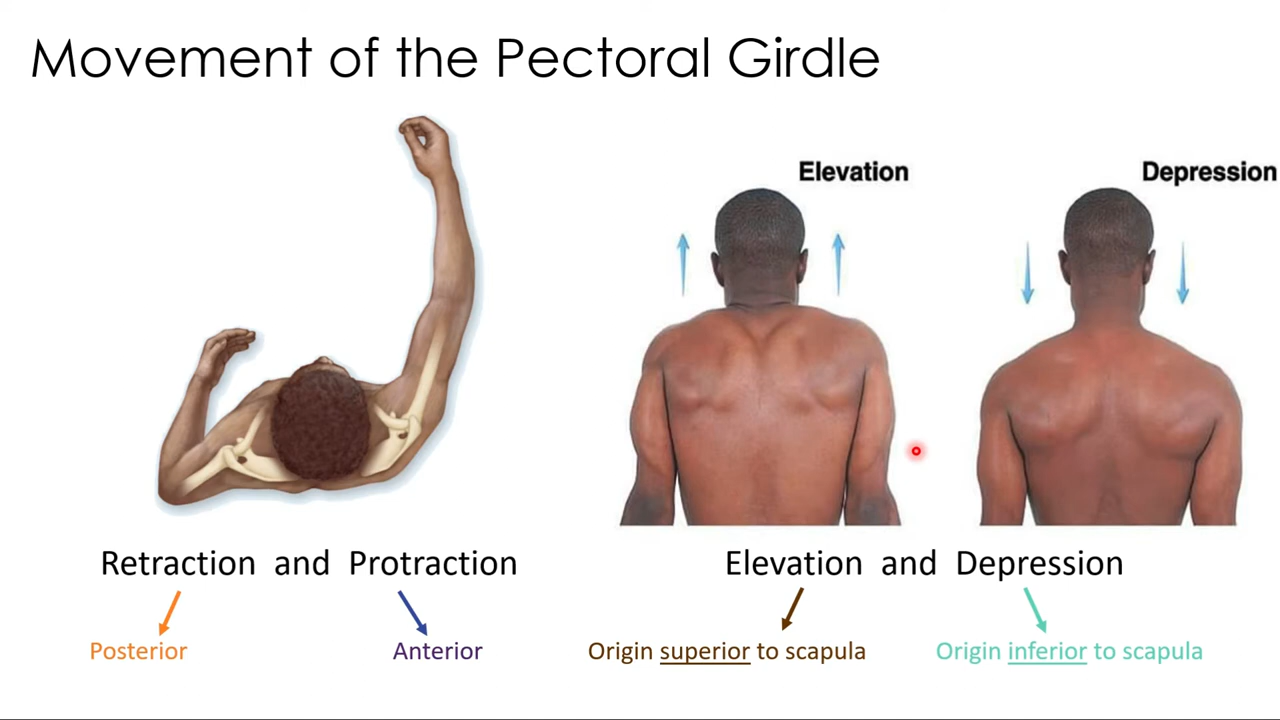 Movement of the Pectoral Girdle
Elevation
Depression
Retraction and Protraction
Elevation and Depression
Posterior
Anterior
Origin superior to scapula
Origin inferior to scapula